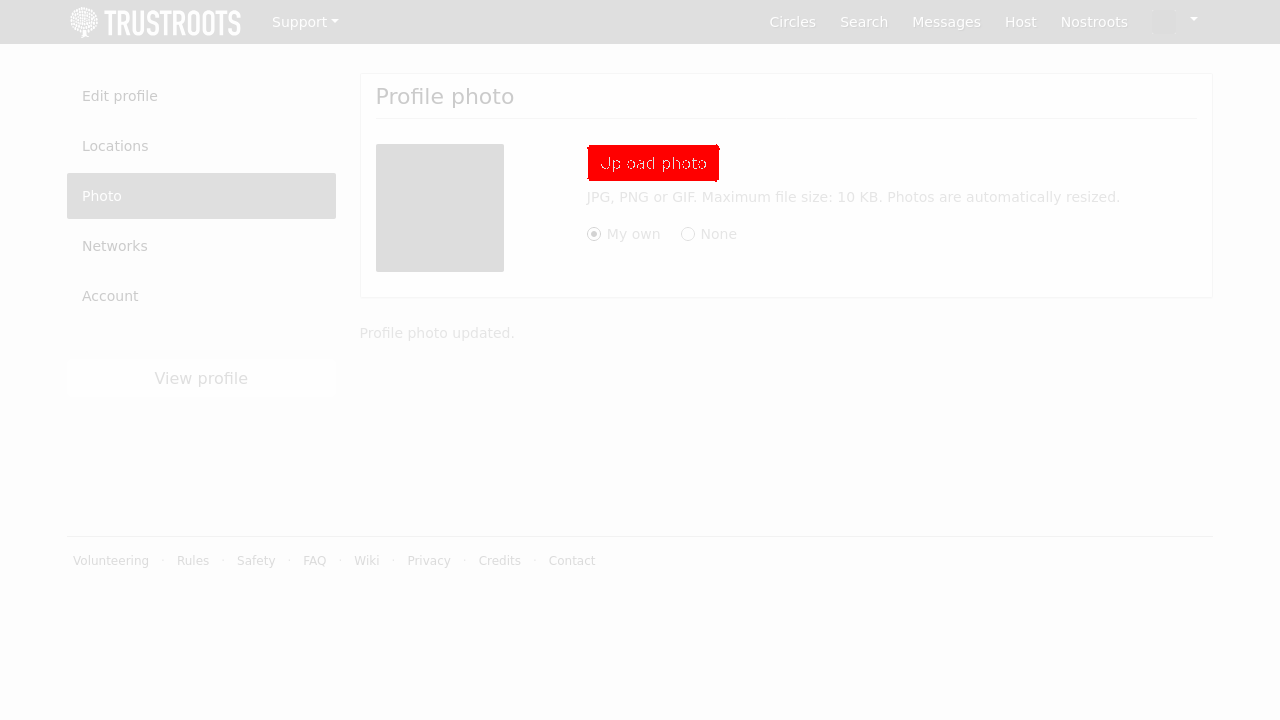 TRUSTROOTS
Support
Circles
Search
Messages
Host
Nostroots
Edit profile
Locations
Photo
Networks
Account
View profile
Profile photo
Upload photo
JPG, PNG or GIF. Maximum file size: 10 KB. Photos are automatically resized.
My own
None
Profile photo updated.
Volunteering · Rules · Safety · FAQ · Wiki · Privacy · Credits · Contact